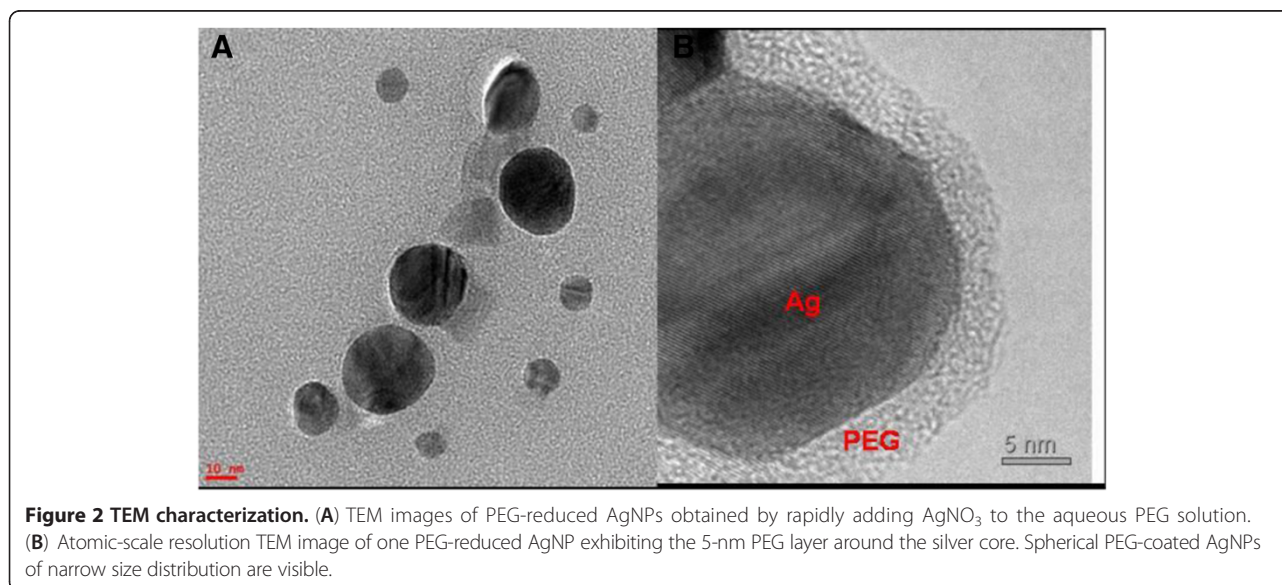 A
B
Ag
PEG
10 nm
5 nm
Figure 2 TEM characterization. (A) TEM images of PEG-reduced AgNPs obtained by rapidly adding AgNO₃ to the aqueous PEG solution.
(B) Atomic-scale resolution TEM image of one PEG-reduced AgNP exhibiting the 5-nm PEG layer around the silver core. Spherical PEG-coated AgNPs
of narrow size distribution are visible.